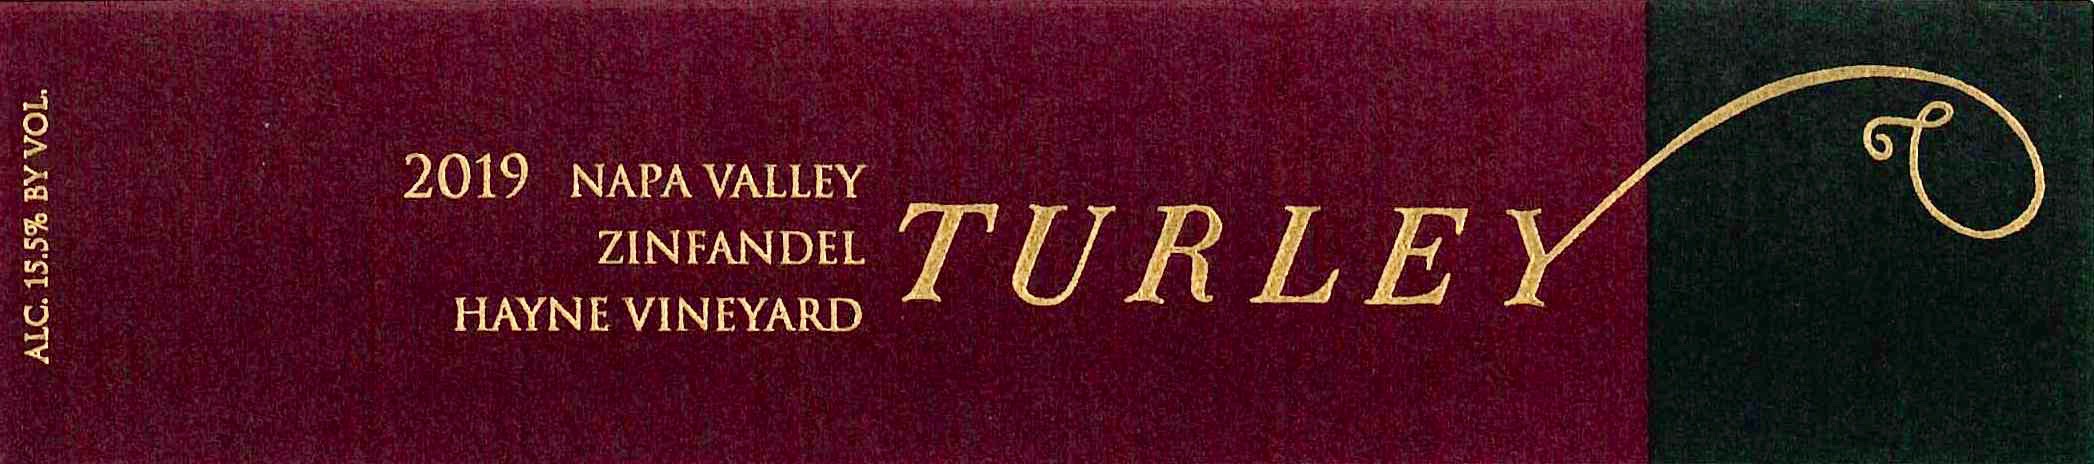 ALC. 15.5% BY VOL.
2019 NAPA VALLEY
ZINFANDEL
HAYNE VINEYARD
TURLEY